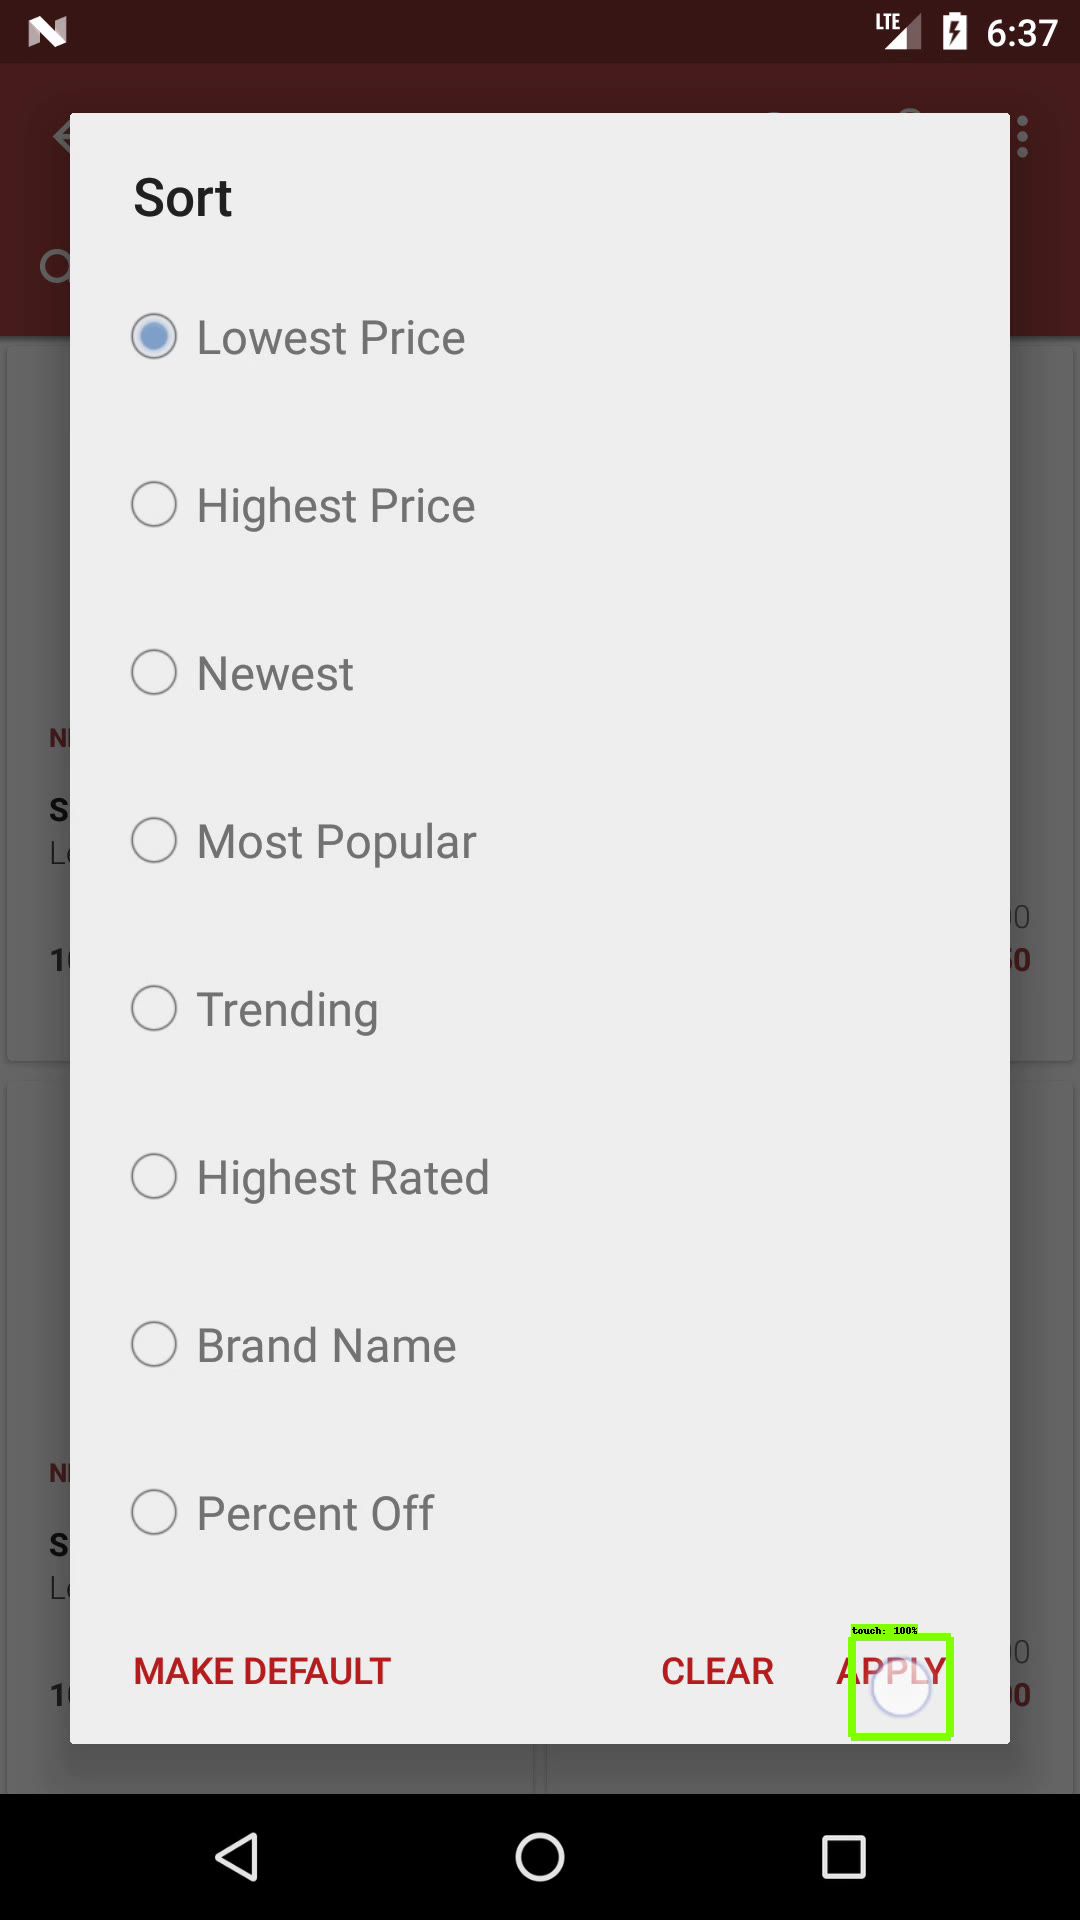 LTE 6:37
Sort
Lowest Price
Highest Price
Newest
Most Popular
Trending
Highest Rated
Brand Name
Percent Off
touch: 100%
MAKE DEFAULT CLEAR APPLY